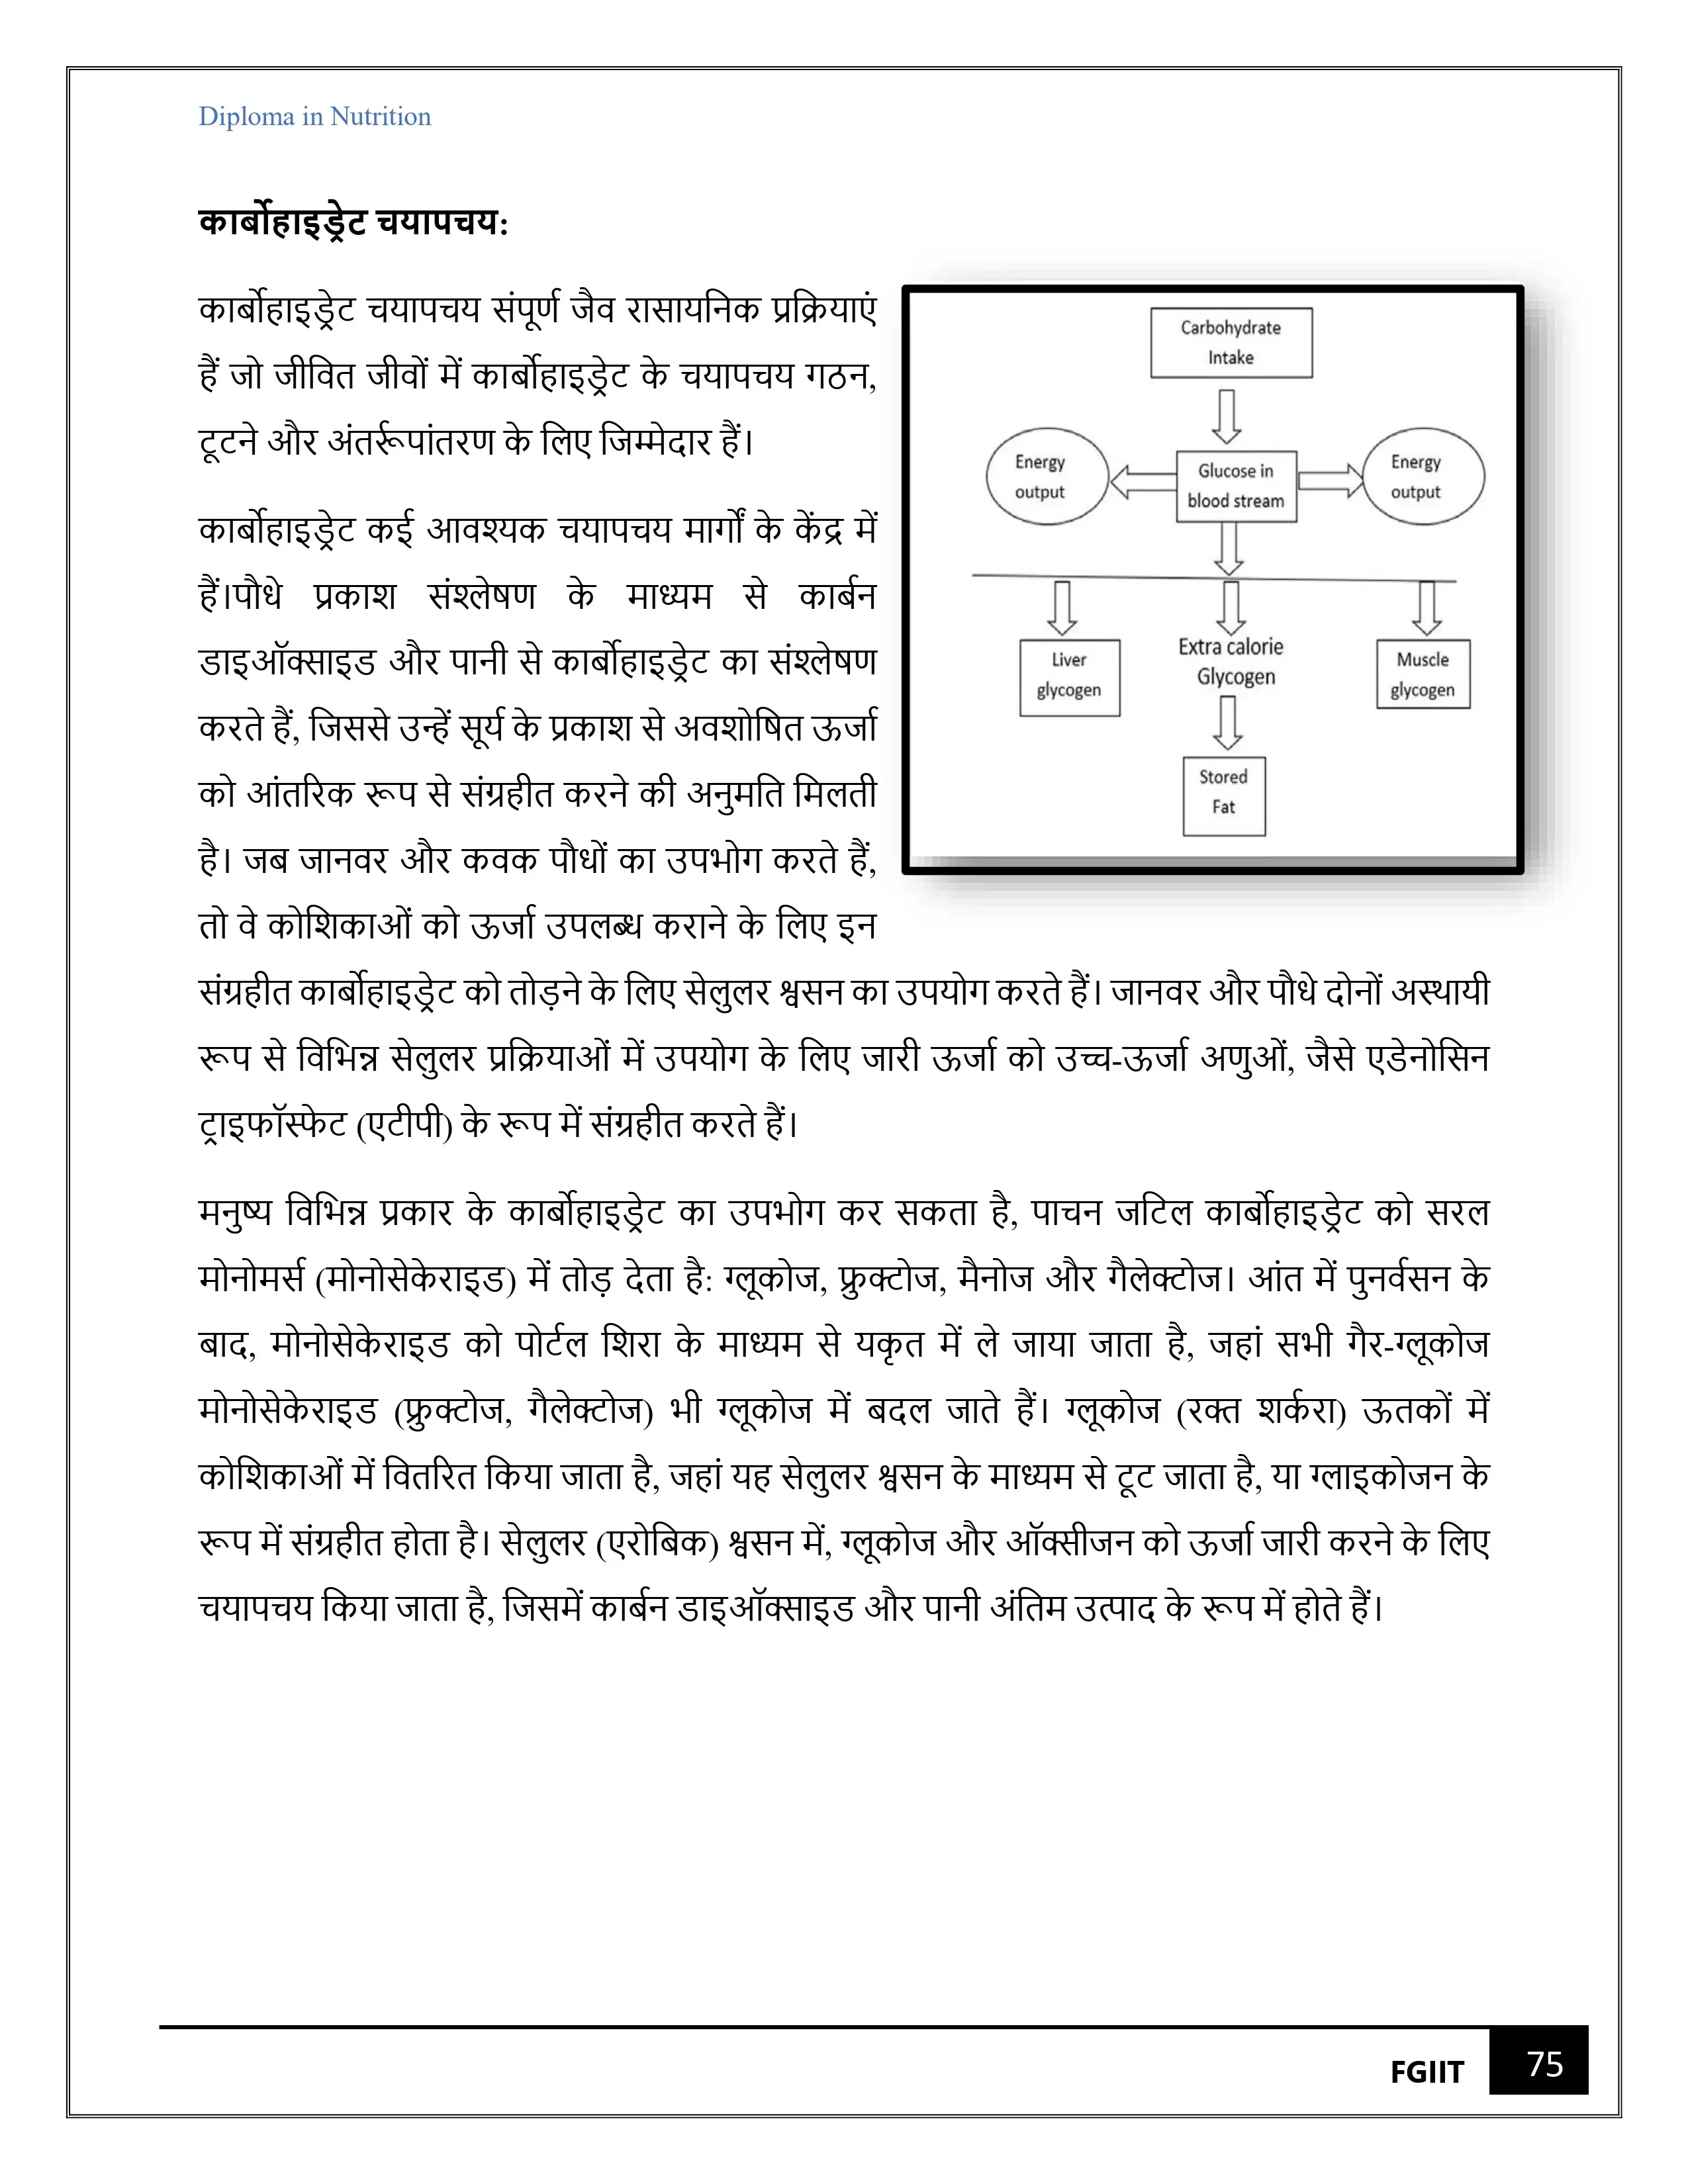 Diploma in Nutrition
कार्बोहाइड्रेट चयापचय:
कार्बोहाइड्रेट चयापचय संपूर्ण जैव रासायनिक प्रक्रियाएं
हैं जो जीवित जीवों में कार्बोहाइड्रेट के चयापचय गठन,
टूटने और अंतर्रूपांतरण के लिए जिम्मेदार हैं।
कार्बोहाइड्रेट कई आवश्यक चयापचय मार्गों के केंद्र में
हैं।पौधे प्रकाश संश्लेषण के माध्यम से कार्बन
डाइऑक्साइड और पानी से कार्बोहाइड्रेट का संश्लेषण
करते हैं, जिससे उन्हें सूर्य के प्रकाश से अवशोषित ऊर्जा
को आंतरिक रूप से संग्रहीत करने की अनुमति मिलती
है। जब जानवर और कवक पौधों का उपभोग करते हैं,
तो वे कोशिकाओं को ऊर्जा उपलब्ध कराने के लिए इन
संग्रहीत कार्बोहाइड्रेट को तोड़ने के लिए सेलुलर श्वसन का उपयोग करते हैं। जानवर और पौधे दोनों अस्थायी
रूप से विभिन्न सेलुलर प्रक्रियाओं में उपयोग के लिए जारी ऊर्जा को उच्च-ऊर्जा अणुओं, जैसे एडेनोसिन
ट्राइफॉस्फेट (एटीपी) के रूप में संग्रहीत करते हैं।
मनुष्य विभिन्न प्रकार के कार्बोहाइड्रेट का उपभोग कर सकता है, पाचन जटिल कार्बोहाइड्रेट को सरल
मोनोमर्स (मोनोसेकेराइड) में तोड़ देता है: ग्लूकोज, फ्रुक्टोज, मैनोज और गैलेक्टोज। आंत में पुनर्वसन के
बाद, मोनोसेकेराइड को पोर्टल शिरा के माध्यम से यकृत में ले जाया जाता है, जहां सभी गैर-ग्लूकोज
मोनोसेकेराइड (फ्रुक्टोज, गैलेक्टोज) भी ग्लूकोज में बदल जाते हैं। ग्लूकोज (रक्त शर्करा) ऊतकों में
कोशिकाओं में वितरित किया जाता है, जहां यह सेलुलर श्वसन के माध्यम से टूट जाता है, या ग्लाइकोजन के
रूप में संग्रहीत होता है। सेलुलर (एरोबिक) श्वसन में, ग्लूकोज और ऑक्सीजन को ऊर्जा जारी करने के लिए
चयापचय किया जाता है, जिसमें कार्बन डाइऑक्साइड और पानी अंतिम उत्पाद के रूप में होते हैं।
Carbohydrate
Intake
Energy
output
Glucose in
blood stream
Energy
output
Liver
glycogen
Extra calorie
Glycogen
Muscle
glycogen
Stored
Fat
FGIIT 75